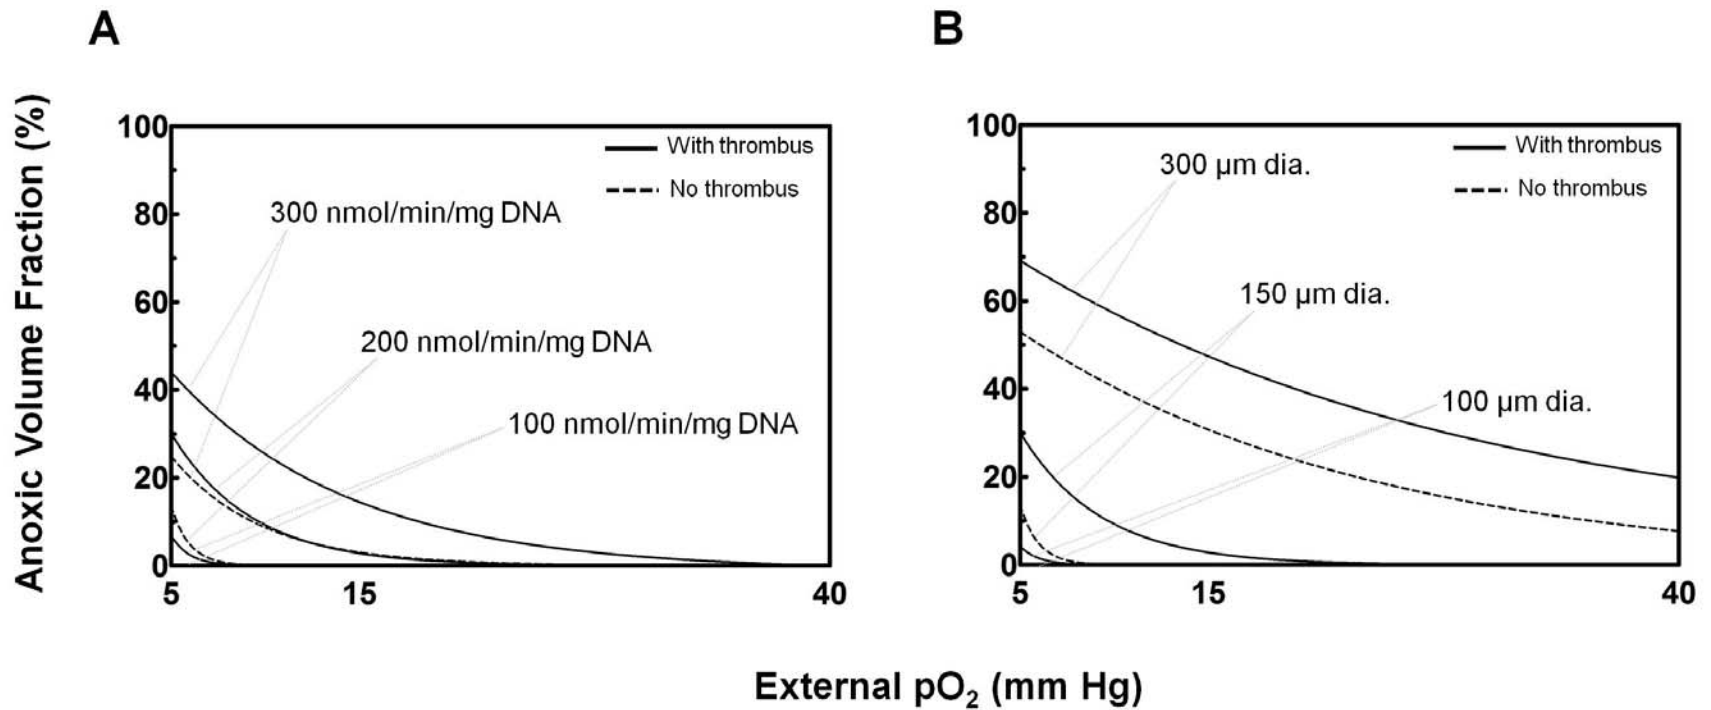 A
B
Anoxic Volume Fraction (%)
100
80
60
40
20
0
5
15
40
With thrombus
No thrombus
300 nmol/min/mg DNA
200 nmol/min/mg DNA
100 nmol/min/mg DNA
100
80
60
40
20
0
5
15
40
With thrombus
No thrombus
300 µm dia.
150 µm dia.
100 µm dia.
External pO₂ (mm Hg)